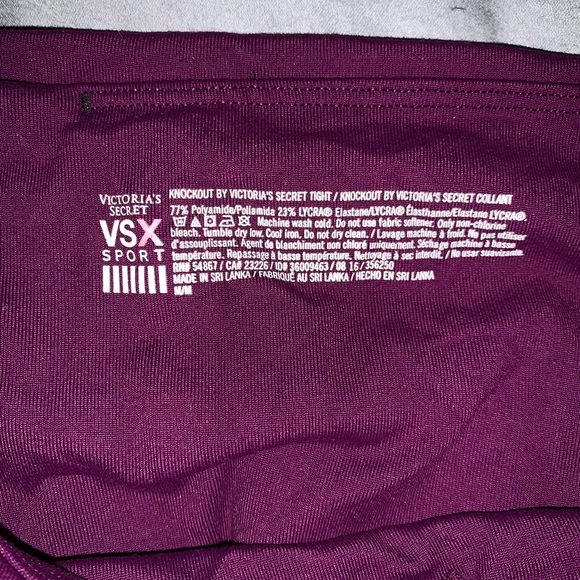 VICTORIA'S
SECRET
VSX
SPORT
KNOCKOUT BY VICTORIA'S SECRET TIGHT / KNOCKOUT BY VICTORIA'S SECRET COLLANT
77% Polyamide/Poliamida 23% LYCRA® Elastane/LYCRA® Élasthanne/Elastano LYCRA®.
Machine wash cold. Do not use fabric softener. Only non-chlorine
bleach. Tumble dry low. Cool iron. Do not dry clean. / Lavage machine à froid. Ne pas utiliser
d'assouplissant. Agent de blanchiment non chloré uniquement. Séchage machine à basse
température. Repassage à basse température. Nettoyage à sec interdit. / No usar suavizante.
RN# 54867 / CA# 23226 / ID# 36009463 / 08 16 / 356250
MADE IN SRI LANKA / FABRIQUÉ AU SRI LANKA / HECHO EN SRI LANKA
M/M